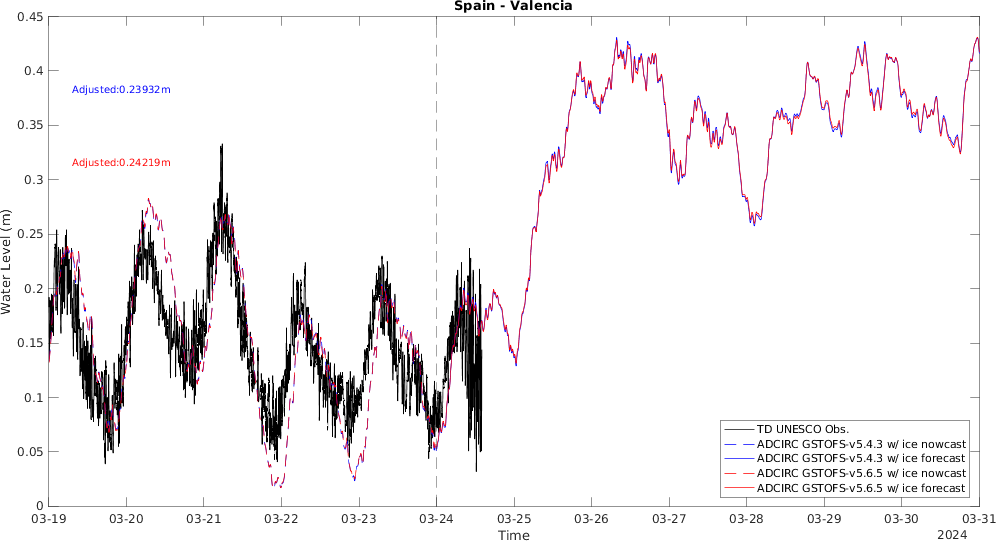 Spain - Valencia
0.45
0.4
0.35
0.3
0.25
0.2
0.15
0.1
0.05
0
Water Level (m)
Adjusted:0.23932m
Adjusted:0.24219m
TD UNESCO Obs.
ADCIRC GSTOFS-v5.4.3 w/ ice nowcast
ADCIRC GSTOFS-v5.4.3 w/ ice forecast
ADCIRC GSTOFS-v5.6.5 w/ ice nowcast
ADCIRC GSTOFS-v5.6.5 w/ ice forecast
03-19 03-20 03-21 03-22 03-23 03-24 03-25 03-26 03-27 03-28 03-29 03-30 03-31
Time
2024